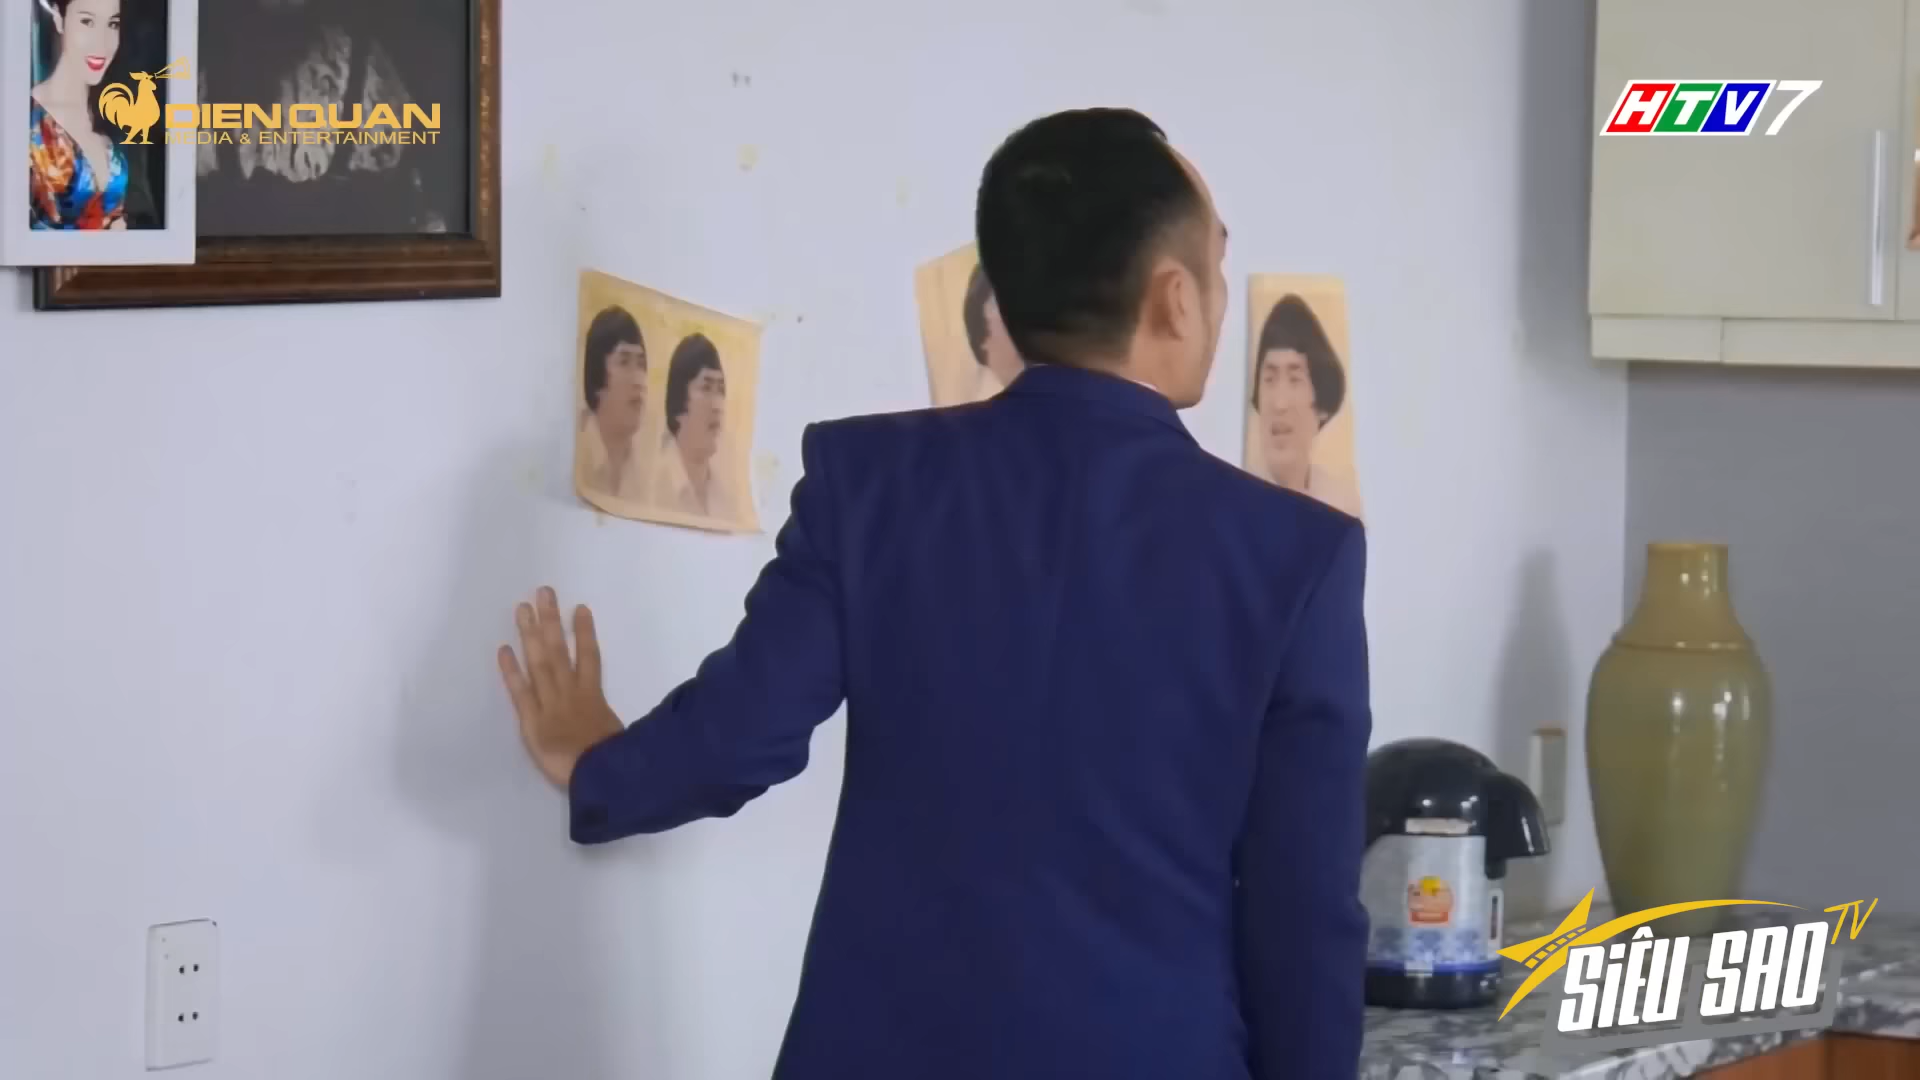 DIEN QUAN
MEDIA & ENTERTAINMENT
HTV7
SIÊU SAO TV